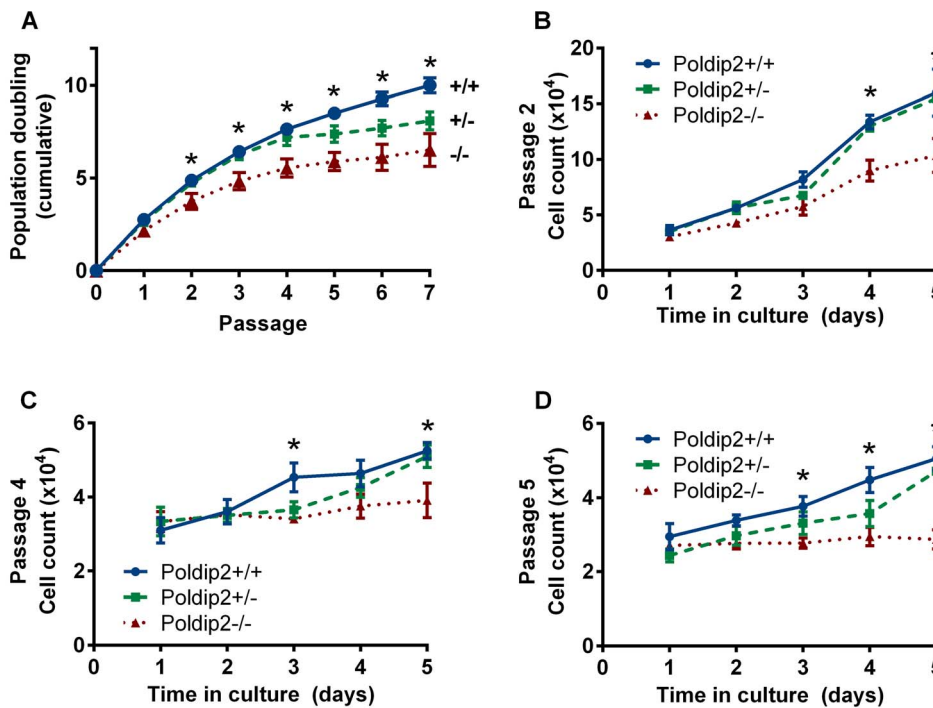 A
Population doubling
(cumulative)
10
5
0
* * * * * *
+/+
+/-
-/-
0 1 2 3 4 5 6 7
Passage
B
Passage 2
Cell count (x10⁴)
20
15
10
5
0
Poldip2+/+
Poldip2+/-
Poldip2-/-
*
0 1 2 3 4 5
Time in culture (days)
C
Passage 4
Cell count (x10⁴)
6
4
2
0
* *
Poldip2+/+
Poldip2+/-
Poldip2-/-
0 1 2 3 4 5
Time in culture (days)
D
Passage 5
Cell count (x10⁴)
6
4
2
0
Poldip2+/+
Poldip2+/-
Poldip2-/-
* *
0 1 2 3 4 5
Time in culture (days)